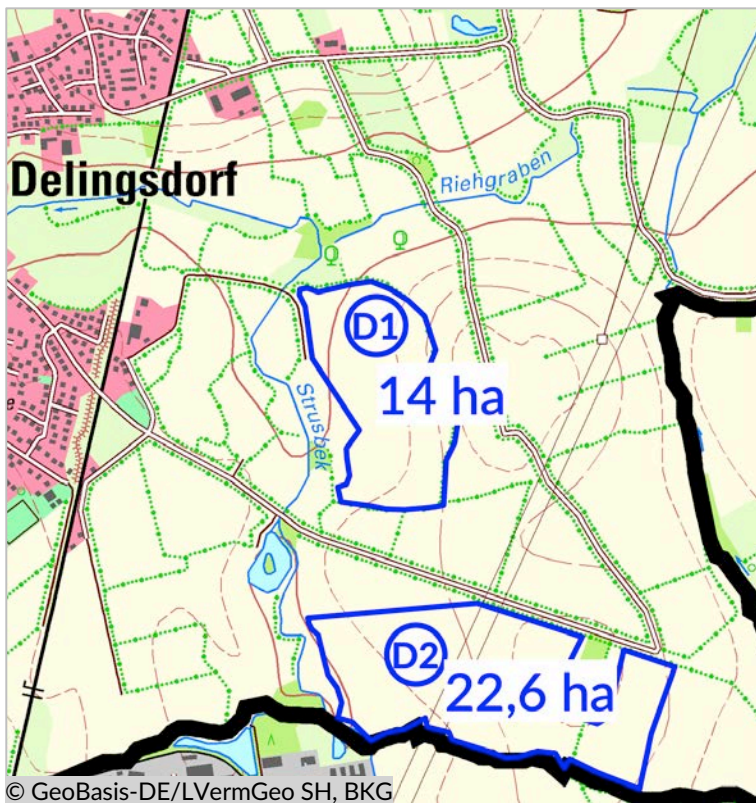 Delingsdorf
Riehgraben
D1
14 ha
Strusbek
D2
22,6 ha
© GeoBasis-DE/LVermGeo SH, BKG